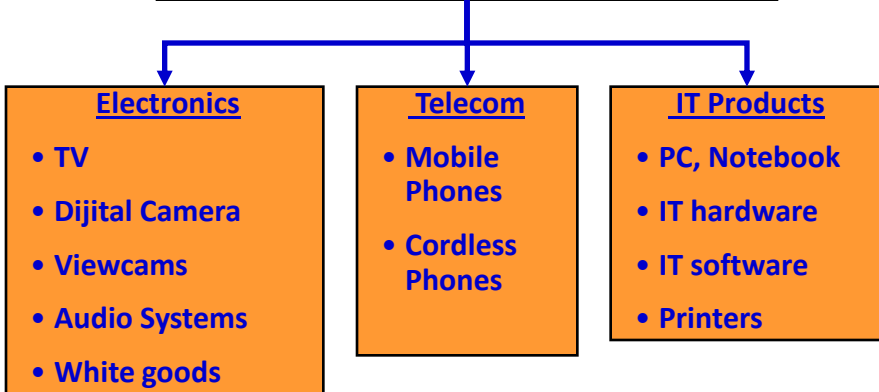 Electronics
• TV
• Dijital Camera
• Viewcams
• Audio Systems
• White goods
Telecom
• Mobile
Phones
• Cordless
Phones
IT Products
• PC, Notebook
• IT hardware
• IT software
• Printers